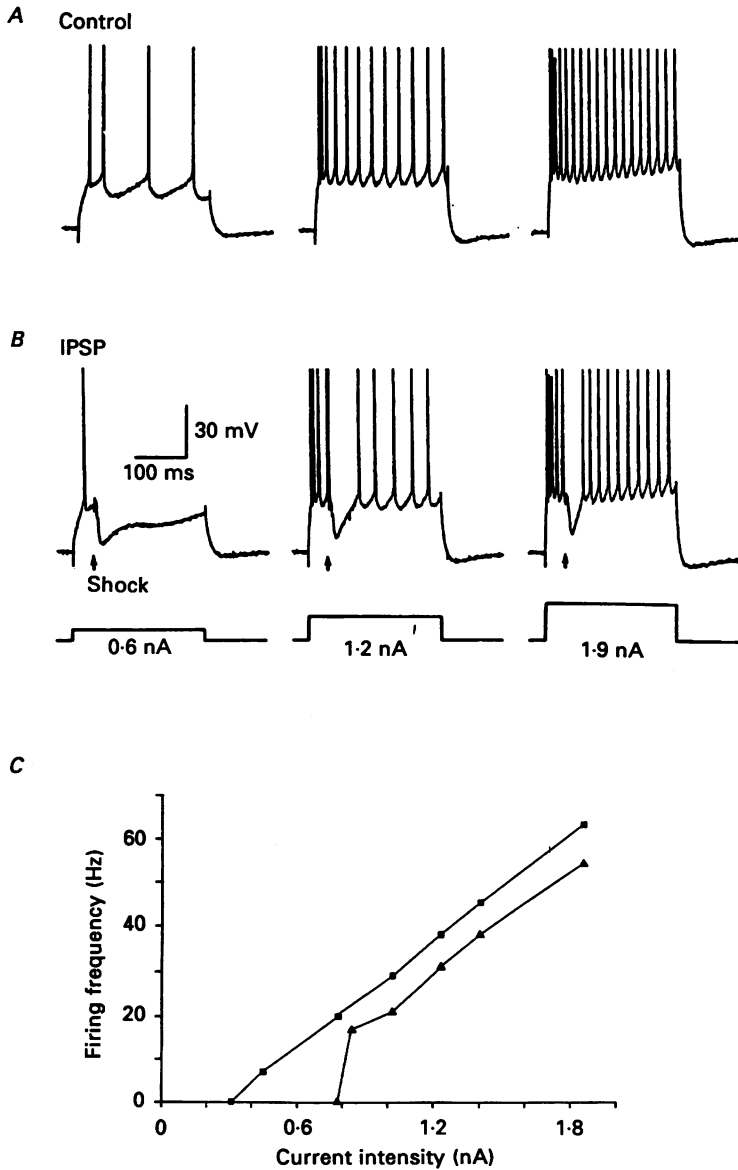 A
Control
B
IPSP
30 mV
100 ms
Shock
0·6 nA
1·2 nA
1·9 nA
C
Firing frequency (Hz)
60
40
20
0
0
0·6
1·2
1·8
Current intensity (nA)